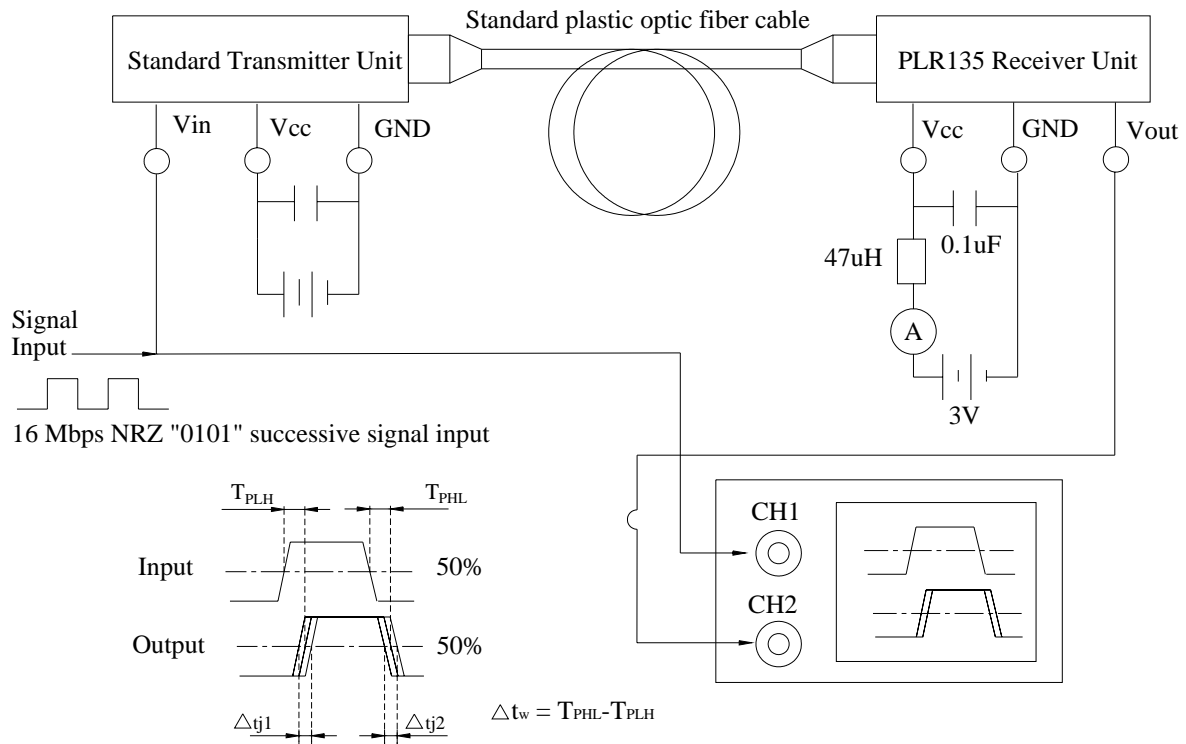 Standard plastic optic fiber cable
Standard Transmitter Unit
PLR135 Receiver Unit
Vin
Vcc
GND
Vcc
GND
Vout
0.1uF
47uH
A
3V
Signal
Input
16 Mbps NRZ "0101" successive signal input
TPLH
TPHL
Input
50%
Output
50%
△tj1
△tj2
△tw = TPHL-TPLH
CH1
CH2